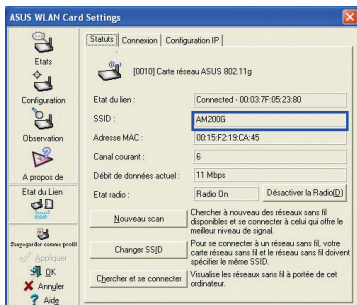 ASUS WLAN Card Settings
Etats
Configuration
Observation
A propos de
Etat du Lien
Sauvegarder comme profil
Appliquer
OK
Annuler
Aide
Statuts Connexion Configuration IP
[0010] Carte réseau ASUS 802.11g
Etat du lien : Connected - 00:03:7F:05:23:80
SSID : AM200G
Adresse MAC : 00:15:F2:19:CA:45
Canal courant : 6
Débit de données actuel : 11 Mbps
Etat radio : Radio On Désactiver la Radio(D)
Nouveau scan
Chercher à nouveau des réseaux sans fil
disponibles et se connecter à celui qui offre le
meilleur niveau de signal.
Changer SSID
Pour se connecter à un réseau sans fil, votre
carte réseau sans fil et le réseau sans fil doivent
spécifier le même SSID.
Chercher et se connecter
Visualise les réseaux sans fil à portée de cet
ordinateur.